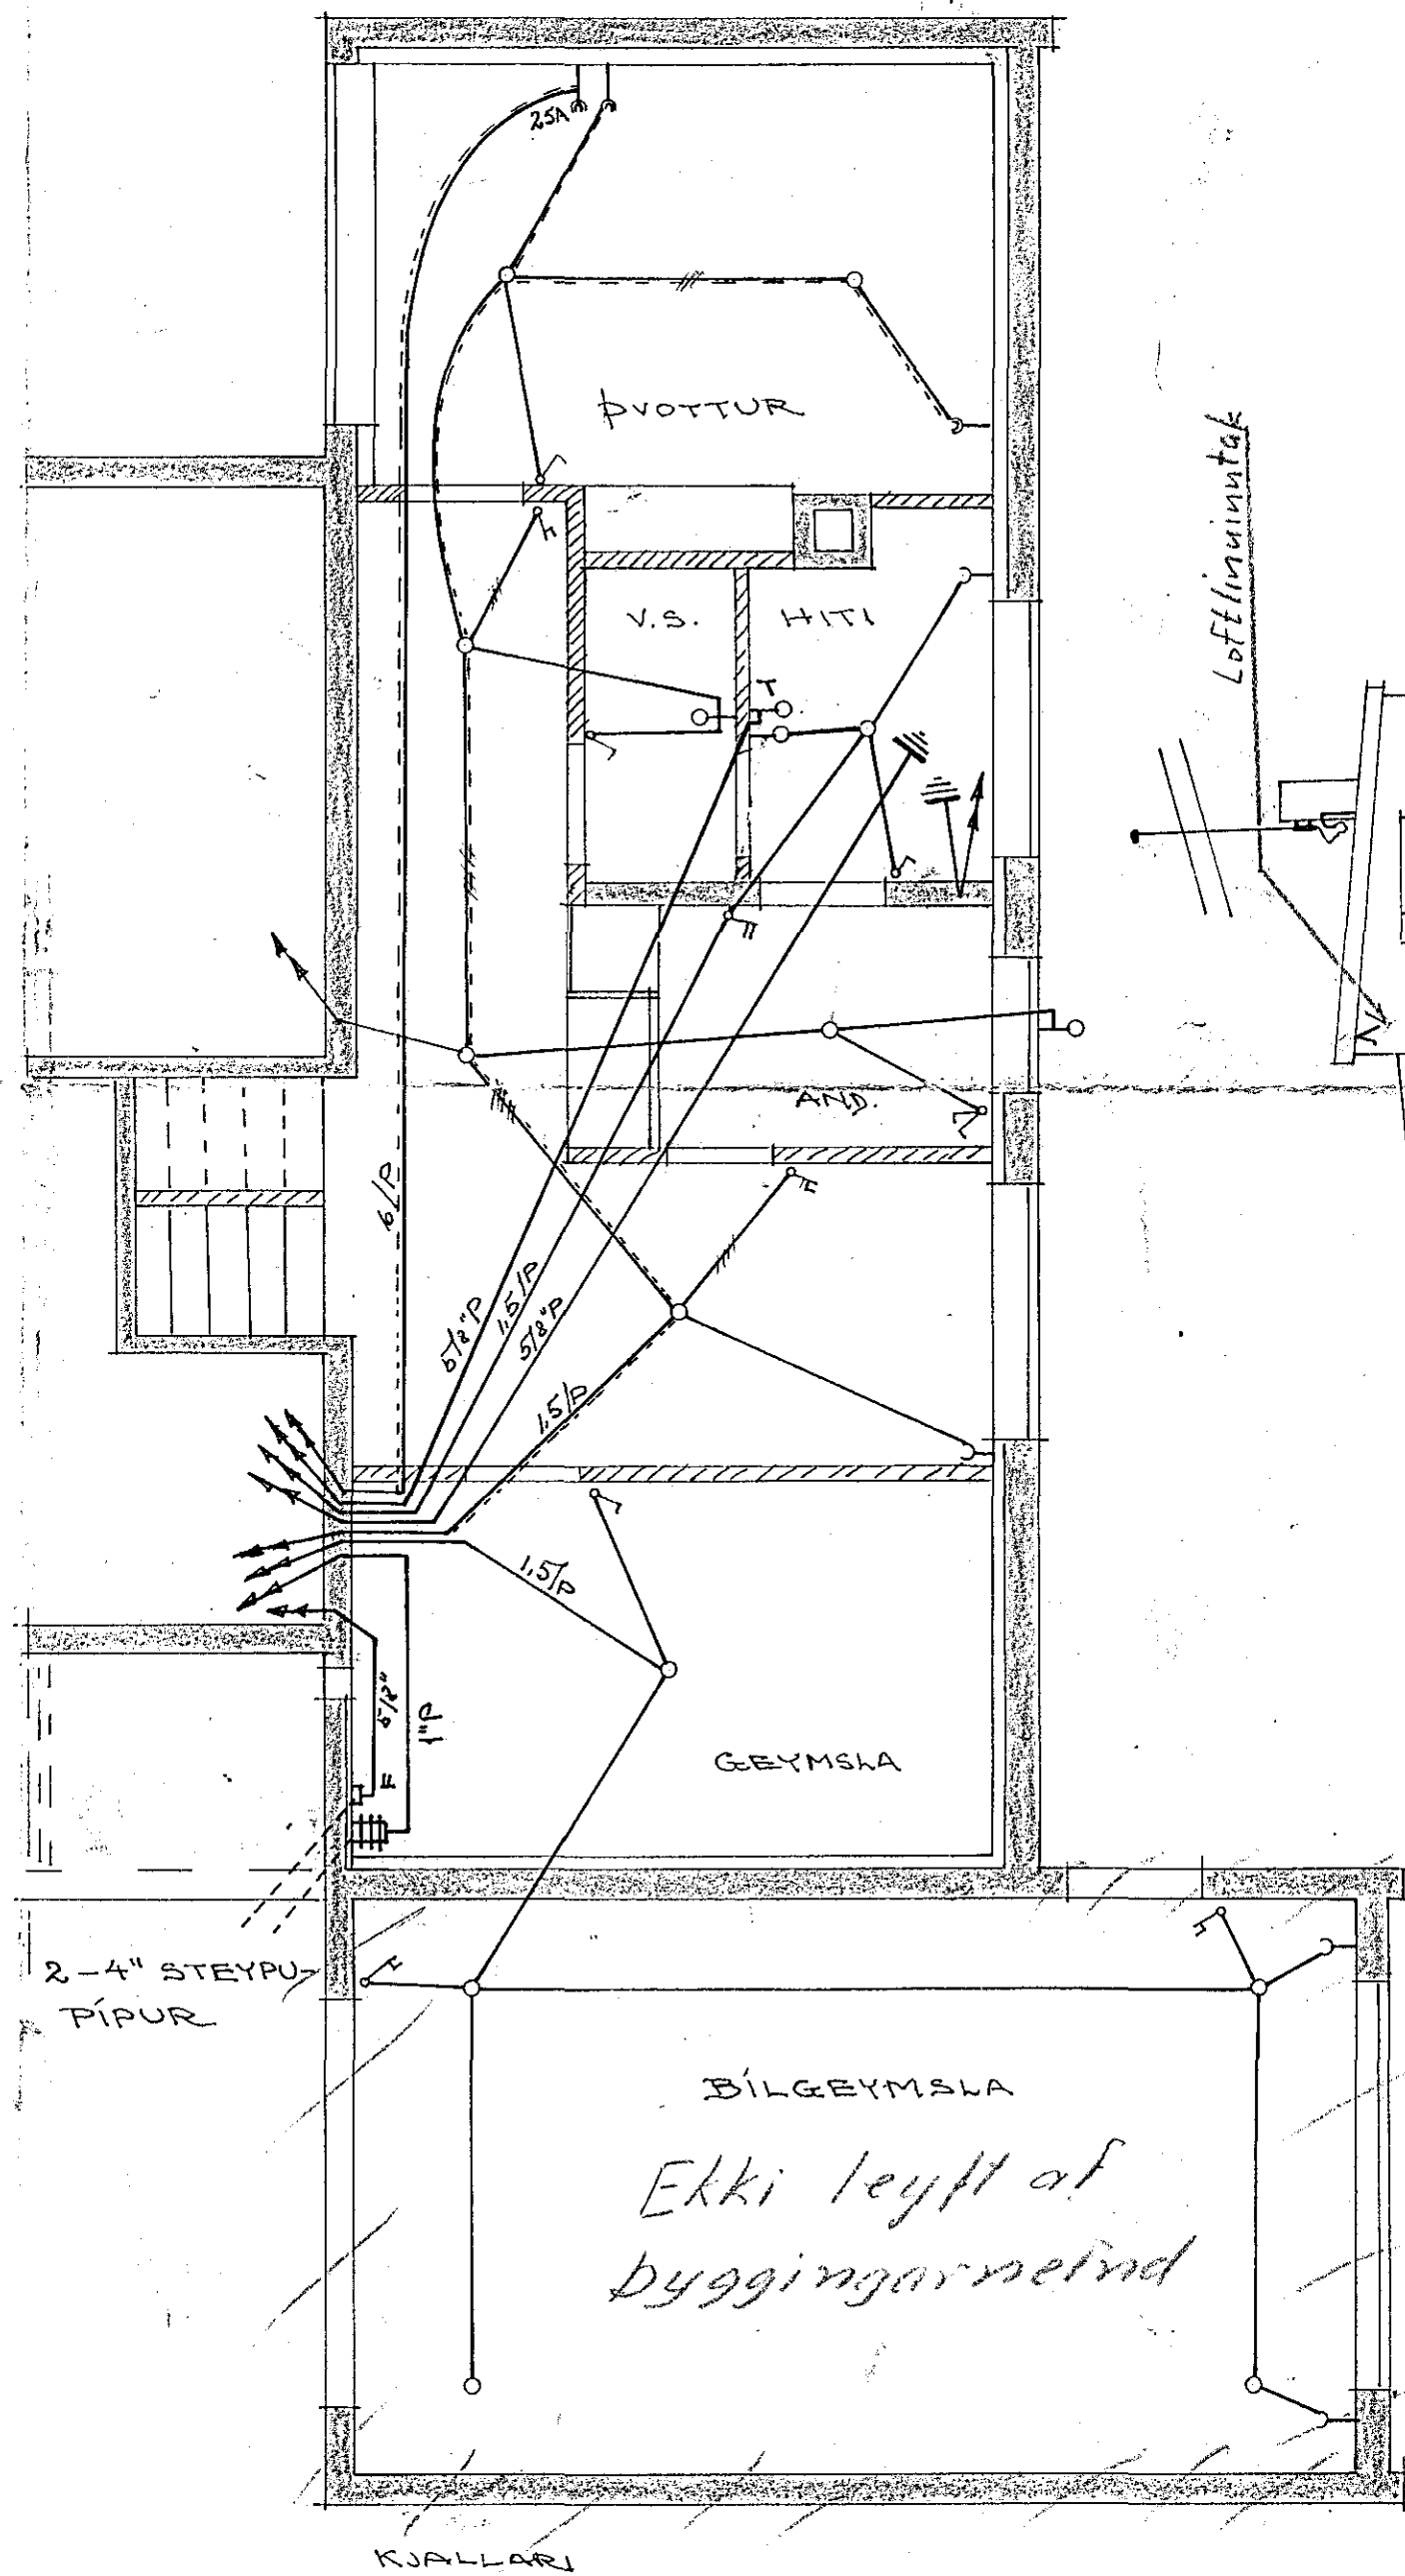 25A
ÞVOTTUR
Loftlínuinntak
V.S.
HITI
T
AND.
6/P
5/8"P
1,5/P
5/8"P
1,5/P
1,5/P
5/8"
1"P
F
GEYMSLA
2-4" STEYPU-
PÍPUR
BÍLGEYMSLA
Ekki leyft af
byggingarnefnd
KJALLARI